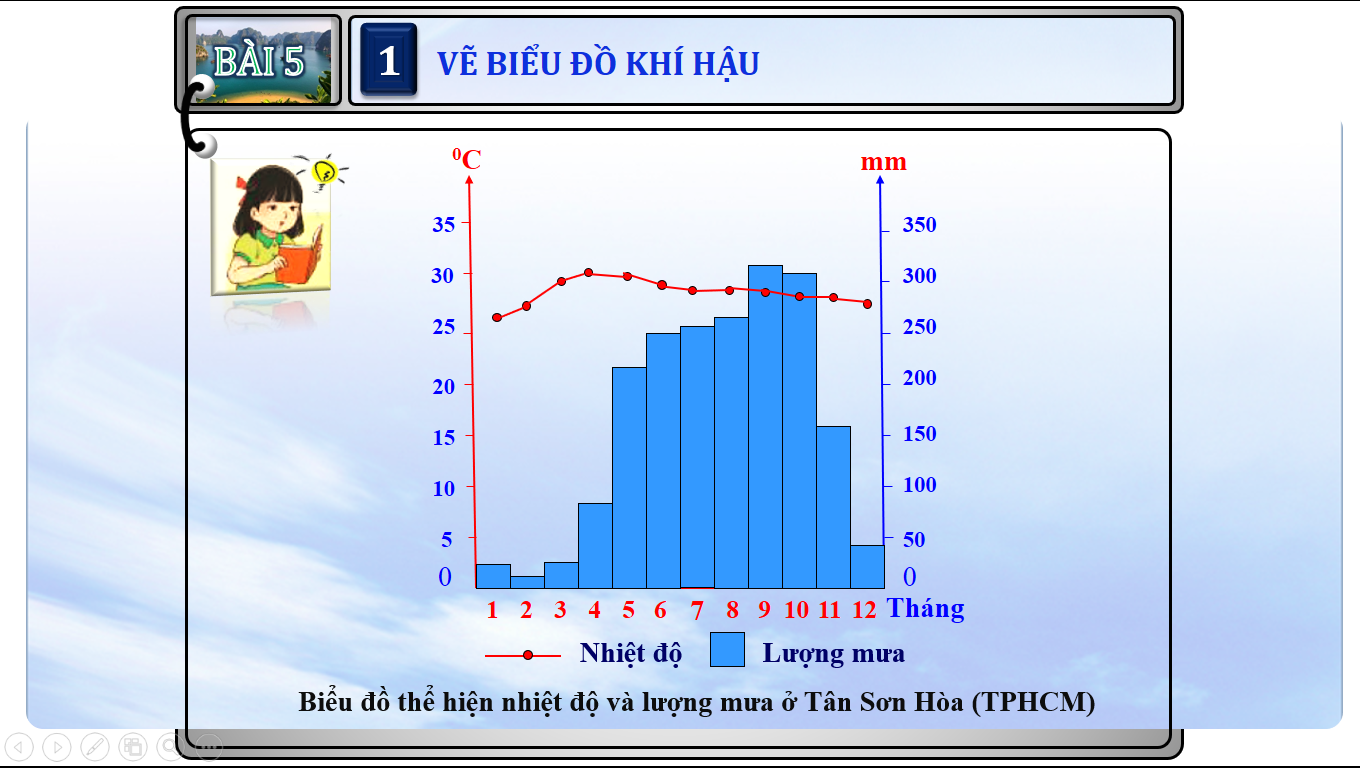 BÀI 5
1 VẼ BIỂU ĐỒ KHÍ HẬU
⁰C mm
35 350
30 300
25 250
20 200
15 150
10 100
5 50
0 0
1 2 3 4 5 6 7 8 9 10 11 12 Tháng
Nhiệt độ Lượng mưa
Biểu đồ thể hiện nhiệt độ và lượng mưa ở Tân Sơn Hòa (TPHCM)